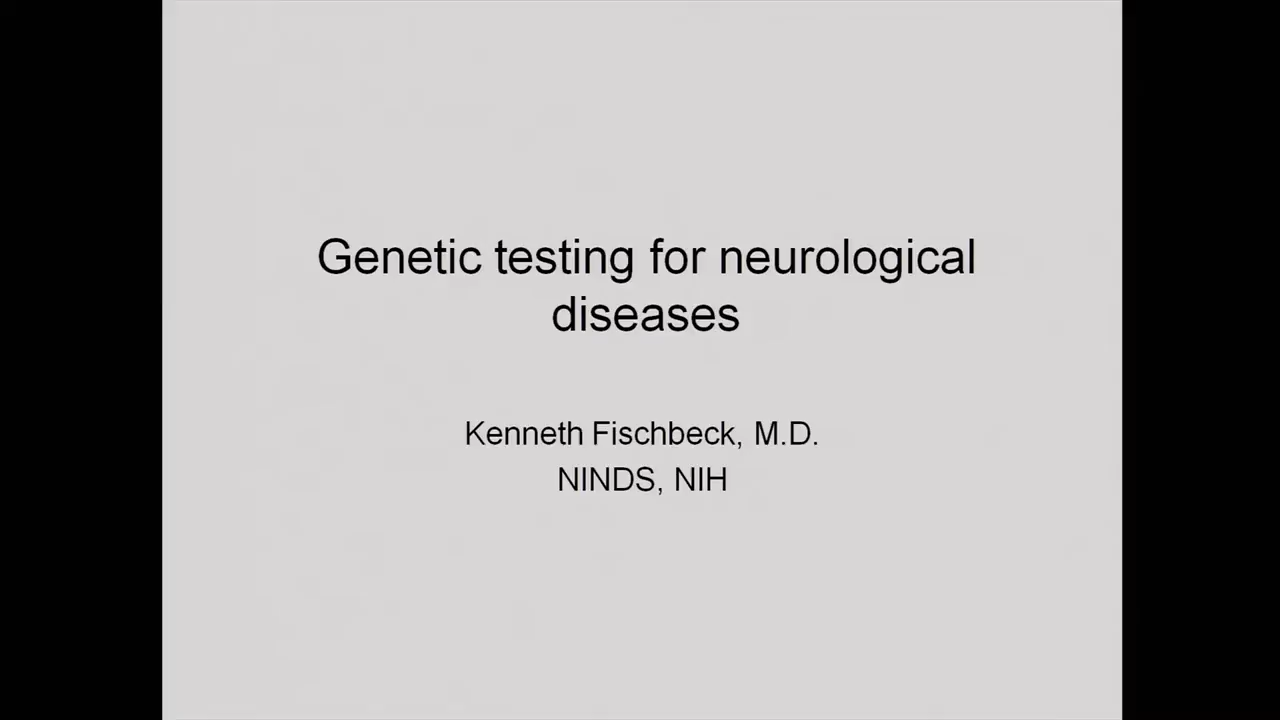 Genetic testing for neurological
diseases
Kenneth Fischbeck, M.D.
NINDS, NIH